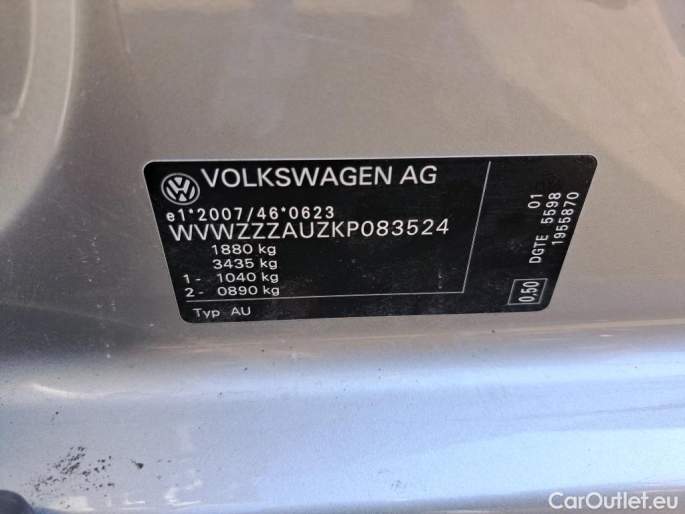 VOLKSWAGEN AG
e1*2007/46*0623
WVWZZZAUZKP083524
1880 kg
3435 kg
1 - 1040 kg
2 - 0890 kg
Typ AU
01
DGTE 5598
1955870
0,50
CarOutlet.eu